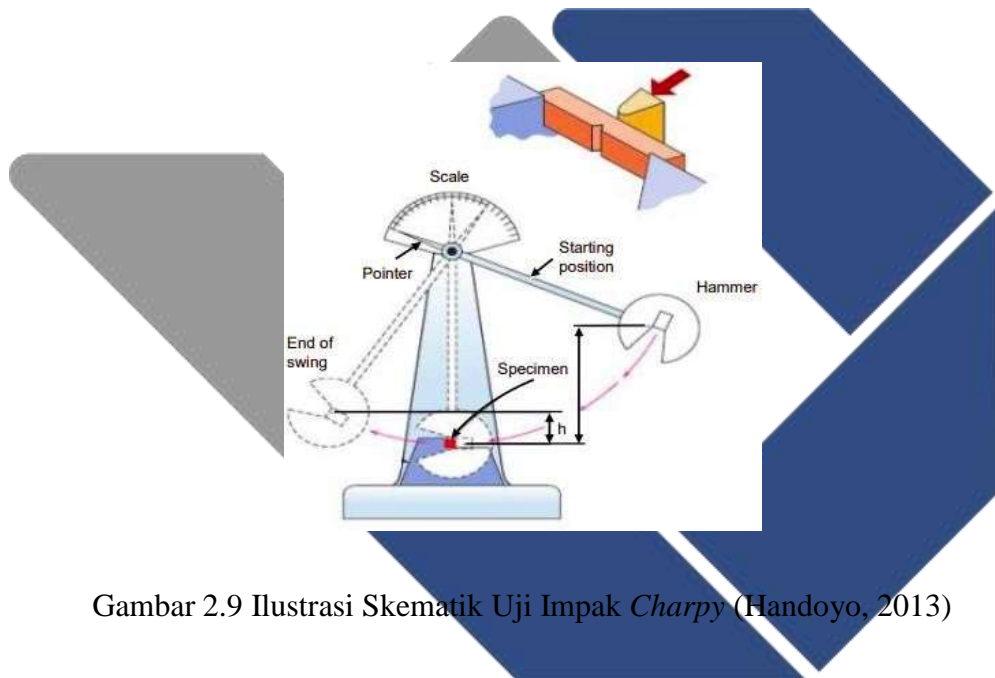 Scale
Pointer
Starting
position
Hammer
End of
swing
Specimen
h
Gambar 2.9 Ilustrasi Skematik Uji Impak Charpy (Handoyo, 2013)